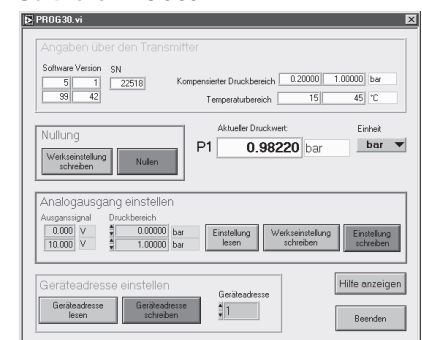 PROG30.vi
Angaben über den Transmitter
Software Version SN
5 1 22518
99 42
Kompensierter Druckbereich 0.20000 1.00000 bar
Temperaturbereich 15 45 °C
Nullung
Werkseinstellung schreiben
Nullen
Aktueller Druckwert:
P1 0.98220 bar
Einheit
bar
Analogausgang einstellen
Ausganssignal Druckbereich
0.000 V 0.00000 bar
10.000 V 1.00000 bar
Einstellung lesen
Werkseinstellung schreiben
Einstellung schreiben
Geräteadresse einstellen
Geräteadresse lesen
Geräteadresse schreiben
Geräteadresse
1
Hilfe anzeigen
Beenden